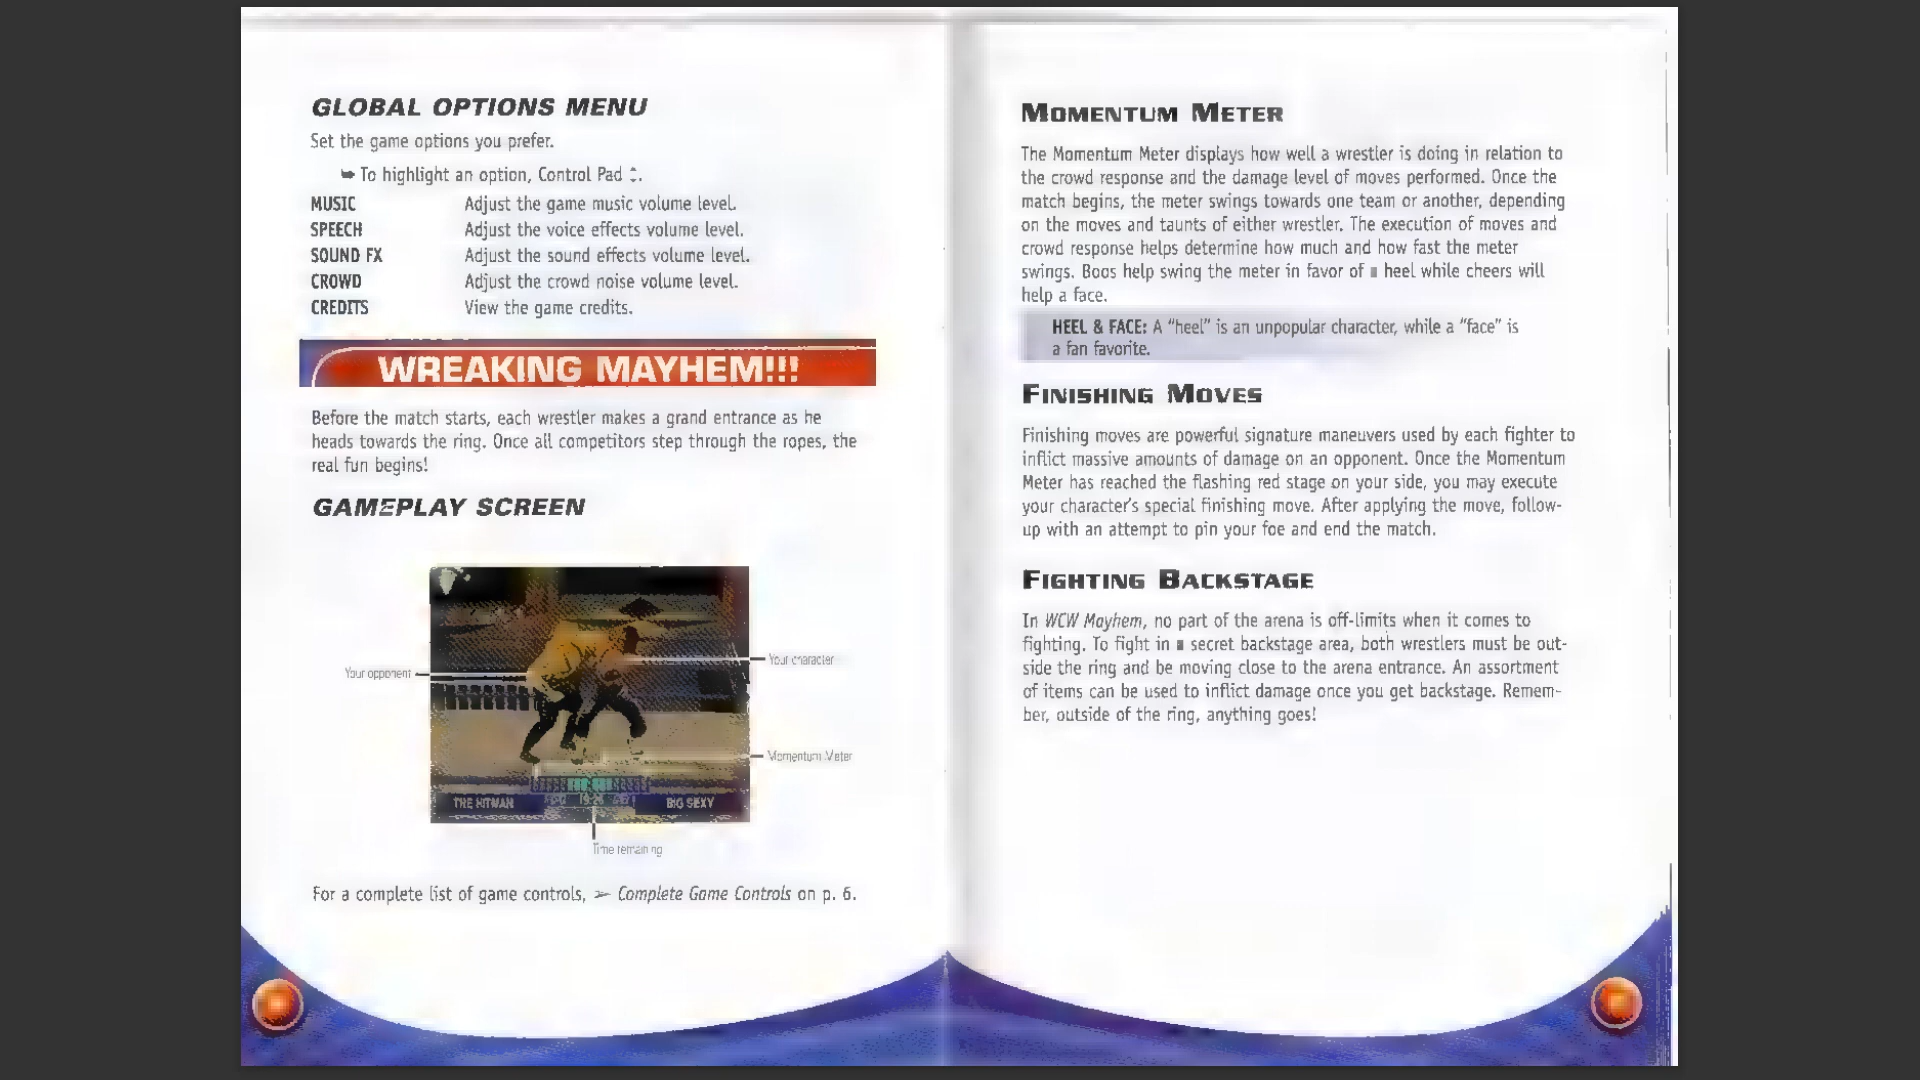 GLOBAL OPTIONS MENU
Set the game options you prefer.
➥ To highlight an option, Control Pad ↕.
MUSIC Adjust the game music volume level.
SPEECH Adjust the voice effects volume level.
SOUND FX Adjust the sound effects volume level.
CROWD Adjust the crowd noise volume level.
CREDITS View the game credits.
WREAKING MAYHEM!!!
Before the match starts, each wrestler makes a grand entrance as he
heads towards the ring. Once all competitors step through the ropes, the
real fun begins!
GAMEPLAY SCREEN
Your opponent
Your character
Momentum Meter
THE HITMAN
BIG SEXY
Time remaining
For a complete list of game controls, ➢ Complete Game Controls on p. 6.
MOMENTUM METER
The Momentum Meter displays how well a wrestler is doing in relation to
the crowd response and the damage level of moves performed. Once the
match begins, the meter swings towards one team or another, depending
on the moves and taunts of either wrestler. The execution of moves and
crowd response helps determine how much and how fast the meter
swings. Boos help swing the meter in favor of a heel while cheers will
help a face.
HEEL & FACE: A “heel” is an unpopular character, while a “face” is
a fan favorite.
FINISHING MOVES
Finishing moves are powerful signature maneuvers used by each fighter to
inflict massive amounts of damage on an opponent. Once the Momentum
Meter has reached the flashing red stage on your side, you may execute
your character's special finishing move. After applying the move, follow-
up with an attempt to pin your foe and end the match.
FIGHTING BACKSTAGE
In WCW Mayhem, no part of the arena is off-limits when it comes to
fighting. To fight in a secret backstage area, both wrestlers must be out-
side the ring and be moving close to the arena entrance. An assortment
of items can be used to inflict damage once you get backstage. Remem-
ber, outside of the ring, anything goes!